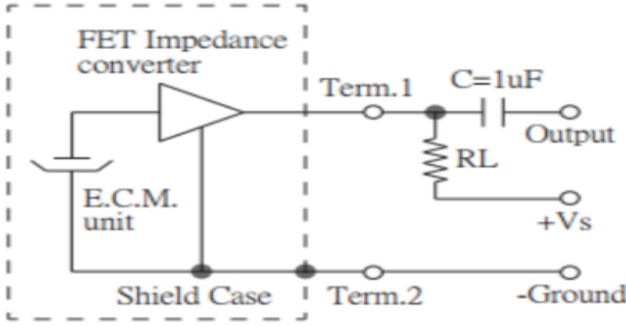 FET Impedance
converter
Term.1
C=1uF
Output
RL
E.C.M.
unit
+Vs
Shield Case
Term.2
-Ground